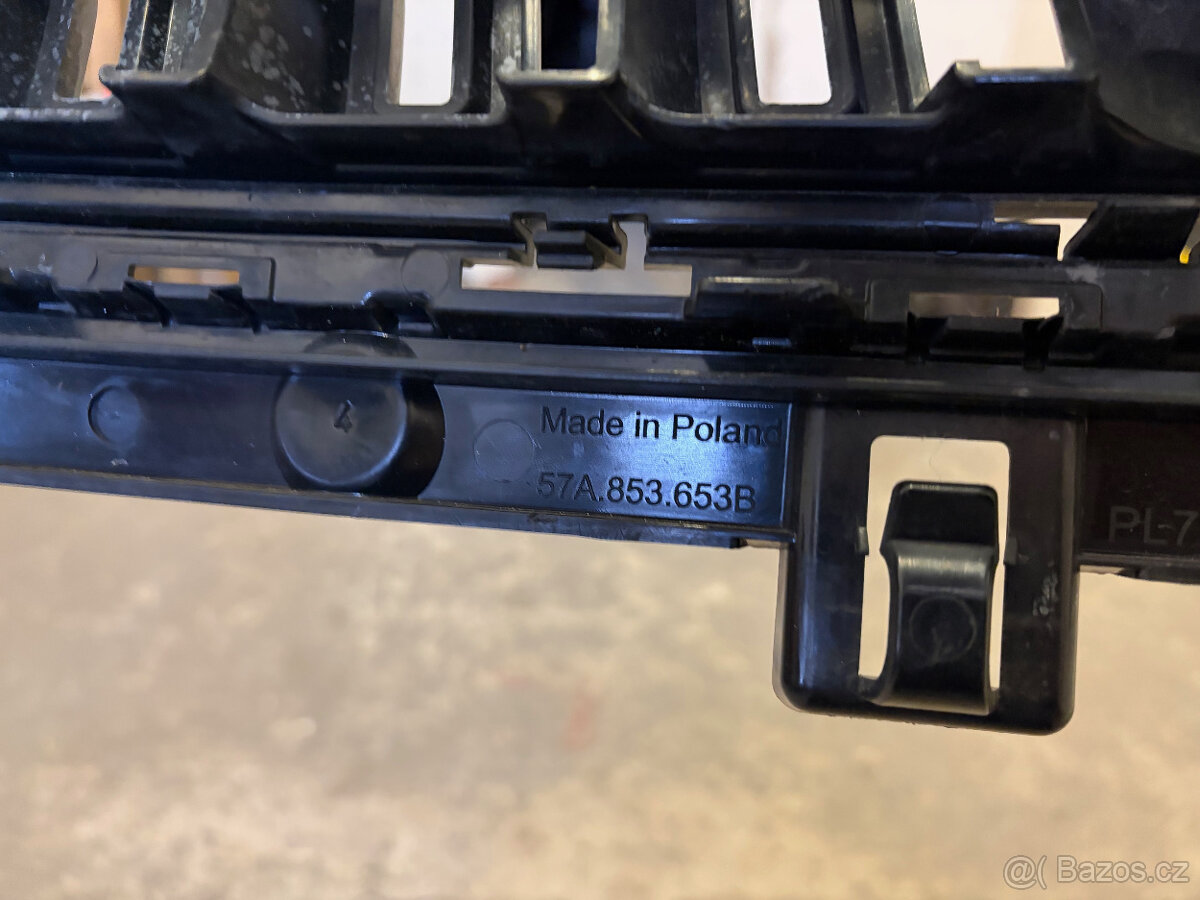 4
Made in Poland
57A.853.653B
PL-7
@( Bazos.cz